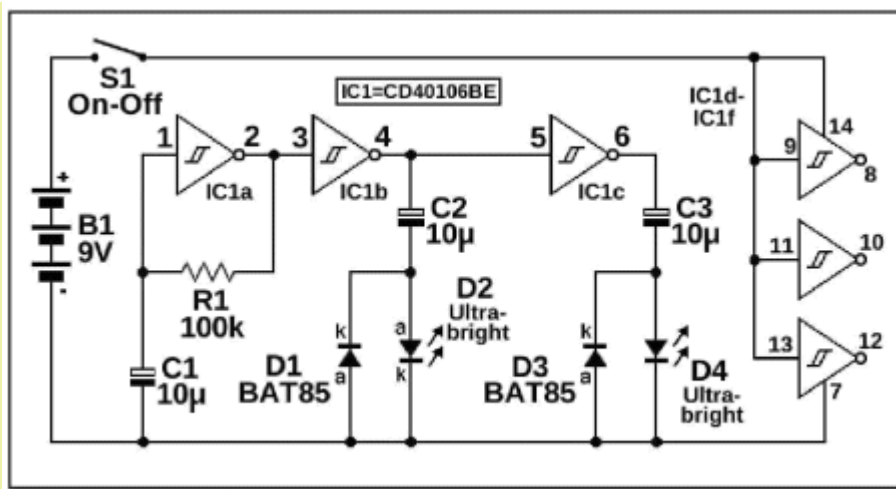 S1
On-Off
IC1=CD40106BE
IC1d-
IC1f
14
1
2
3
4
5
6
9
8
IC1a
IC1b
IC1c
+
B1
9V
-
C2
10µ
C3
10µ
11
10
R1
100k
D2
Ultra-
bright
k
a
k
a
a
k
D1
BAT85
D3
BAT85
D4
Ultra-
bright
C1
10µ
13
12
7